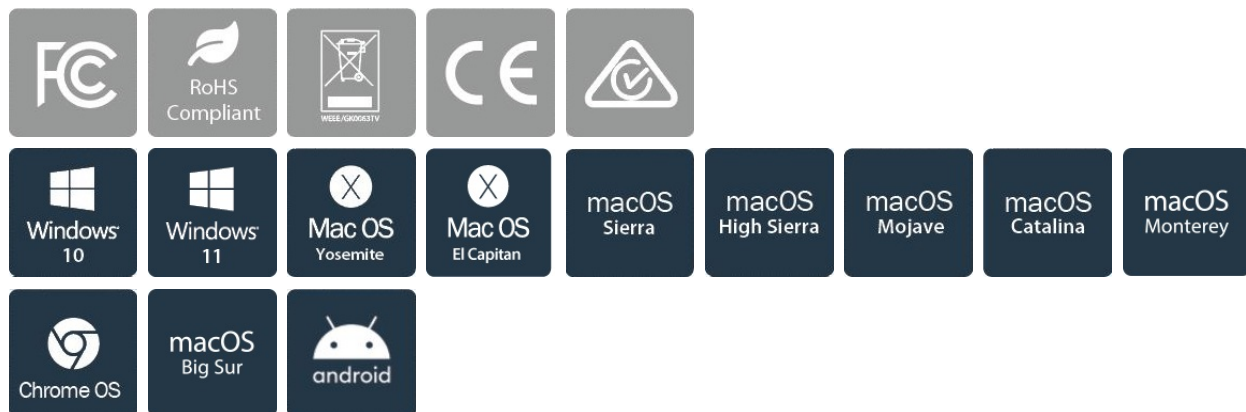 FC
RoHS
Compliant
WEEE/GK0063TV
CE
Windows
10
Windows
11
X
Mac OS
Yosemite
X
Mac OS
El Capitan
macOS
Sierra
macOS
High Sierra
macOS
Mojave
macOS
Catalina
macOS
Monterey
Chrome OS
macOS
Big Sur
android